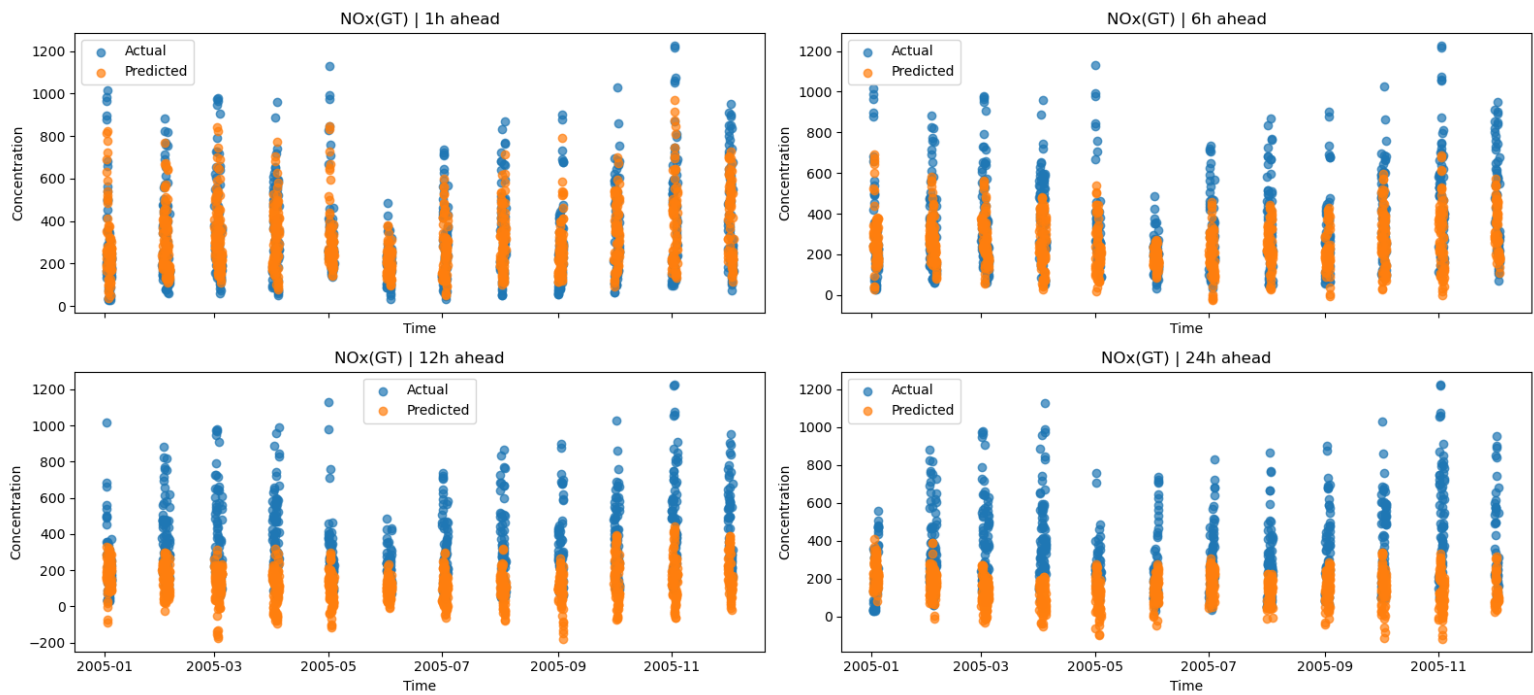 NOx(GT) | 1h ahead
Concentration
1200
1000
800
600
400
200
0
Actual
Predicted
Time
NOx(GT) | 6h ahead
Concentration
1200
1000
800
600
400
200
0
Actual
Predicted
Time
NOx(GT) | 12h ahead
Concentration
1200
1000
800
600
400
200
0
−200
Actual
Predicted
2005-01
2005-03
2005-05
2005-07
2005-09
2005-11
Time
NOx(GT) | 24h ahead
Concentration
1200
1000
800
600
400
200
0
Actual
Predicted
2005-01
2005-03
2005-05
2005-07
2005-09
2005-11
Time